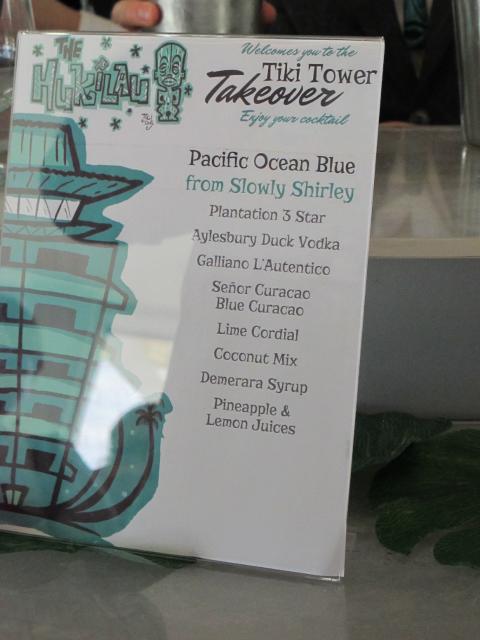 THE
HUKILAU
Welcomes you to the
Tiki Tower
Takeover
Enjoy your cocktail
Pacific Ocean Blue
from Slowly Shirley
Plantation 3 Star
Aylesbury Duck Vodka
Galliano L'Autentico
Señor Curacao
Blue Curacao
Lime Cordial
Coconut Mix
Demerara Syrup
Pineapple &
Lemon Juices